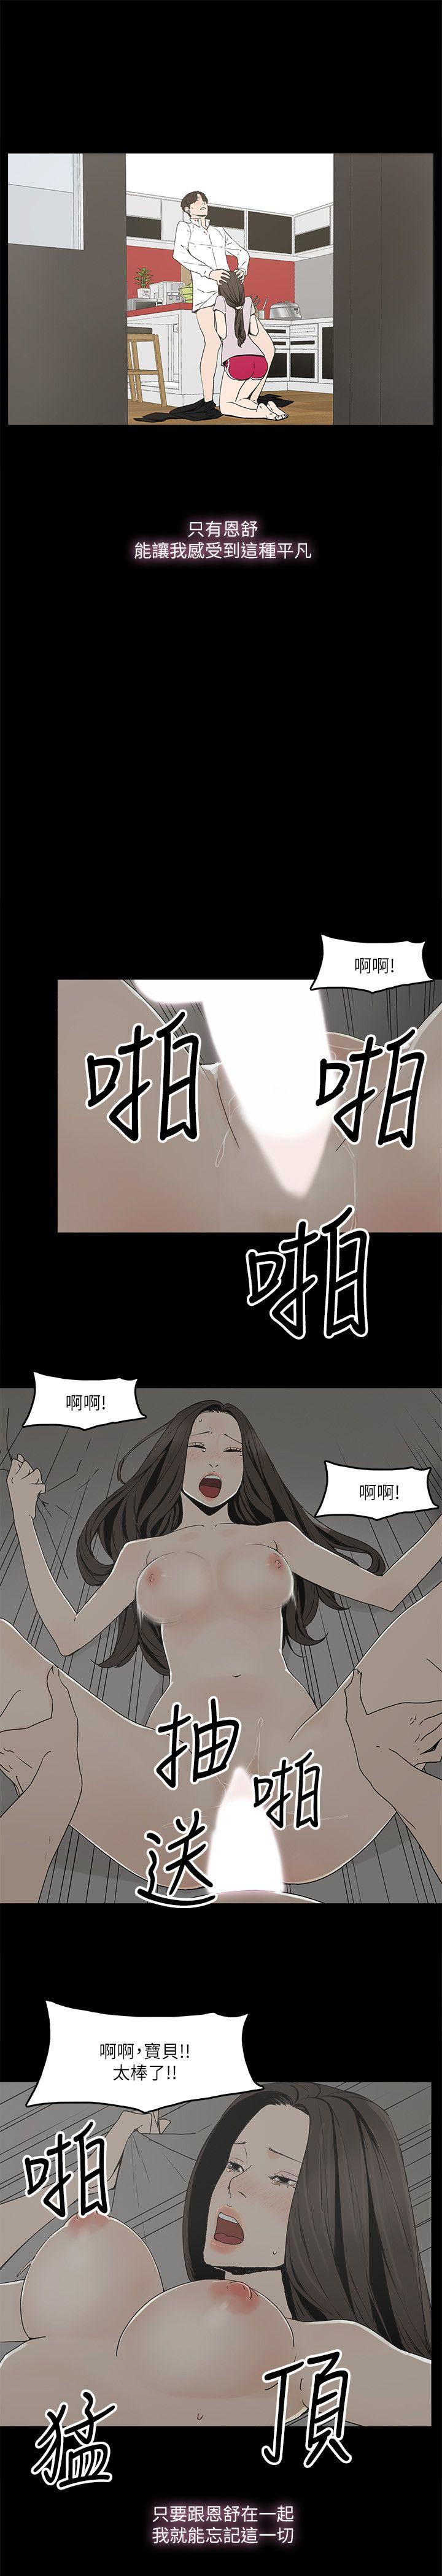 只有恩舒
能讓我感受到這種平凡
啊啊!
啪
啪
啪
啊啊!
啊啊!
抽
送
啪
啊啊，寶貝!!
太棒了!!
啪
猛
頂
只要跟恩舒在一起
我就能忘記這一切